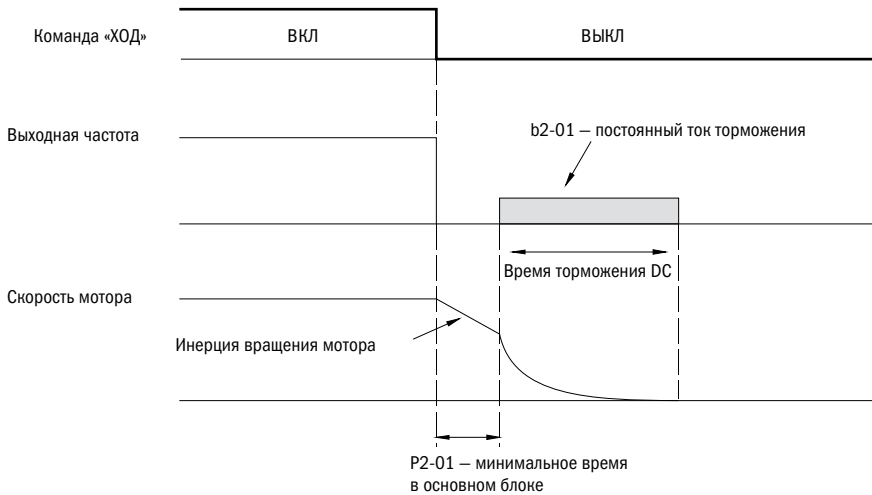 Команда «ХОД»
ВКЛ
ВЫКЛ
Выходная частота
b2-01 — постоянный ток торможения
Время торможения DC
Скорость мотора
Инерция вращения мотора
P2-01 — минимальное время
в основном блоке